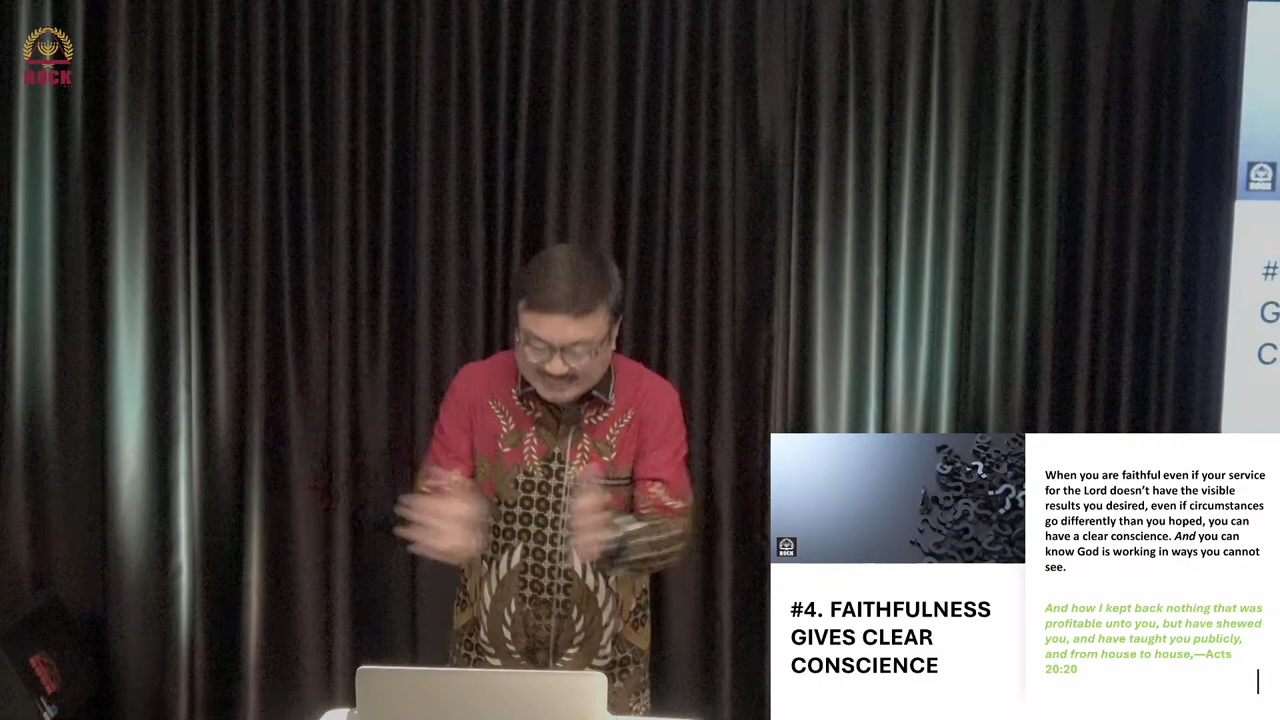 ROCK
#
G
C
When you are faithful even if your service
for the Lord doesn't have the visible
results you desired, even if circumstances
go differently than you hoped, you can
have a clear conscience. And you can
know God is working in ways you cannot
see.
#4. FAITHFULNESS
GIVES CLEAR
CONSCIENCE
And how I kept back nothing that was
profitable unto you, but have shewed
you, and have taught you publicly,
and from house to house,—Acts
20:20